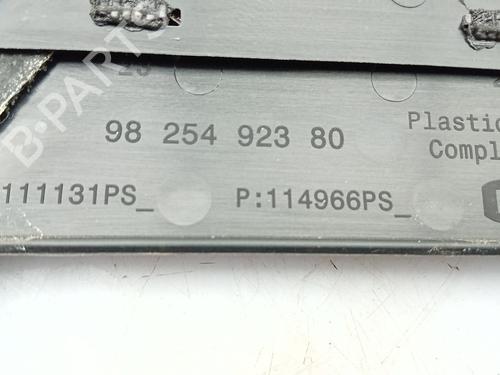 98 254 923 80
Plastic
Compl
111131PS_
P:114966PS_
B-PARTS